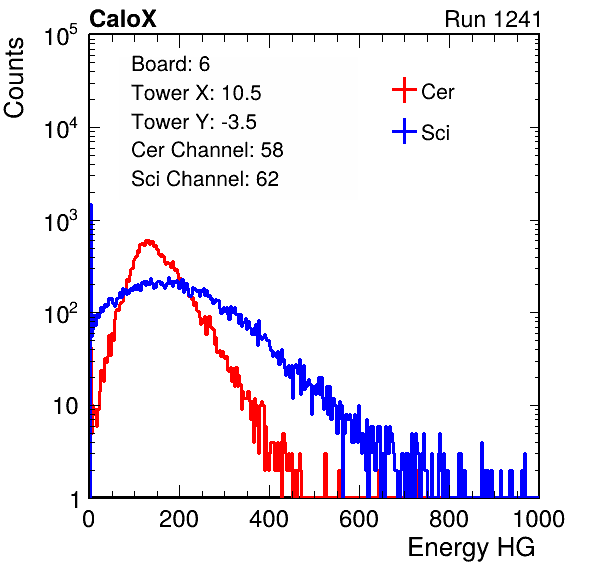 CaloX Run 1241
Counts
Board: 6
Tower X: 10.5
Tower Y: -3.5
Cer Channel: 58
Sci Channel: 62
Cer
Sci
10^5
10^4
10^3
10^2
10
1
0 200 400 600 800 1000
Energy HG